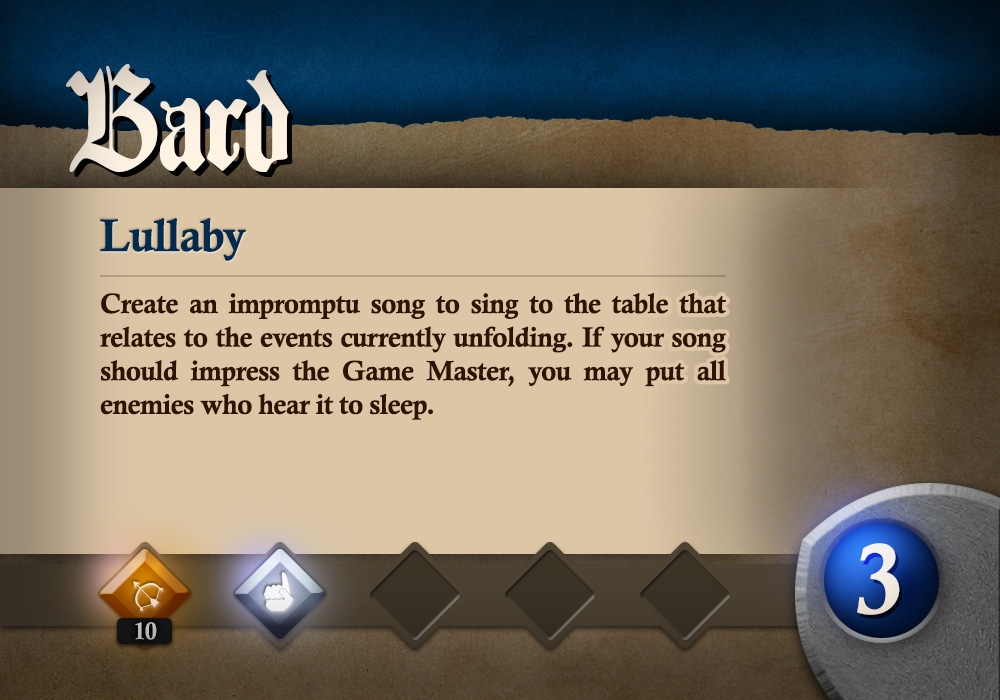 Bard
Lullaby
Create an impromptu song to sing to the table that
relates to the events currently unfolding. If your song
should impress the Game Master, you may put all
enemies who hear it to sleep.
10
3